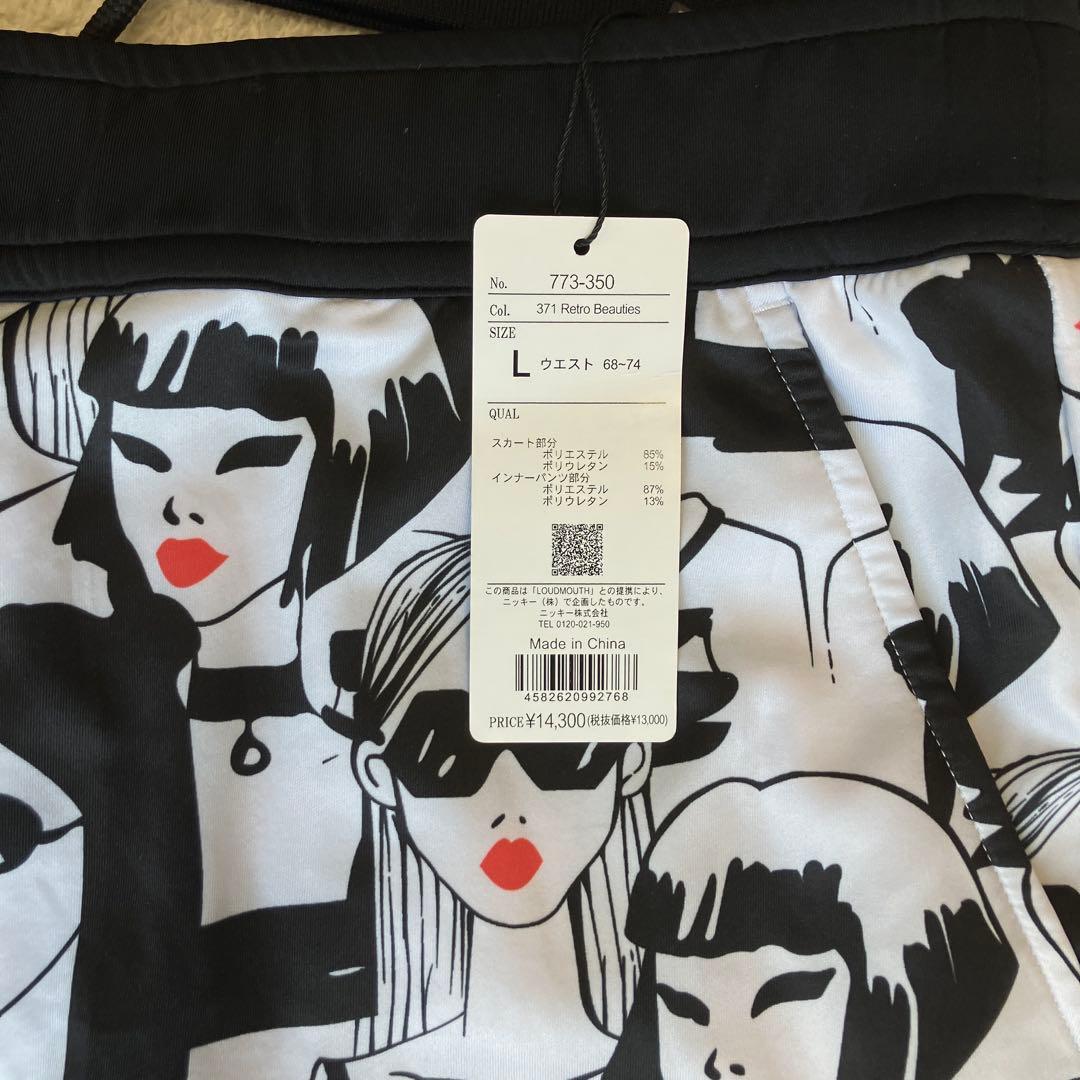 No. 773-350
Col. 371 Retro Beauties
SIZE
L ウエスト 68~74
QUAL
スカート部分
ポリエステル 85%
ポリウレタン 15%
インナーパンツ部分
ポリエステル 87%
ポリウレタン 13%
この商品は「LOUDMOUTH」との提携により、
ニッキー(株)で企画したものです。
ニッキー株式会社
TEL 0120-021-950
Made in China
4582620992768
PRICE¥14,300(税抜価格¥13,000)